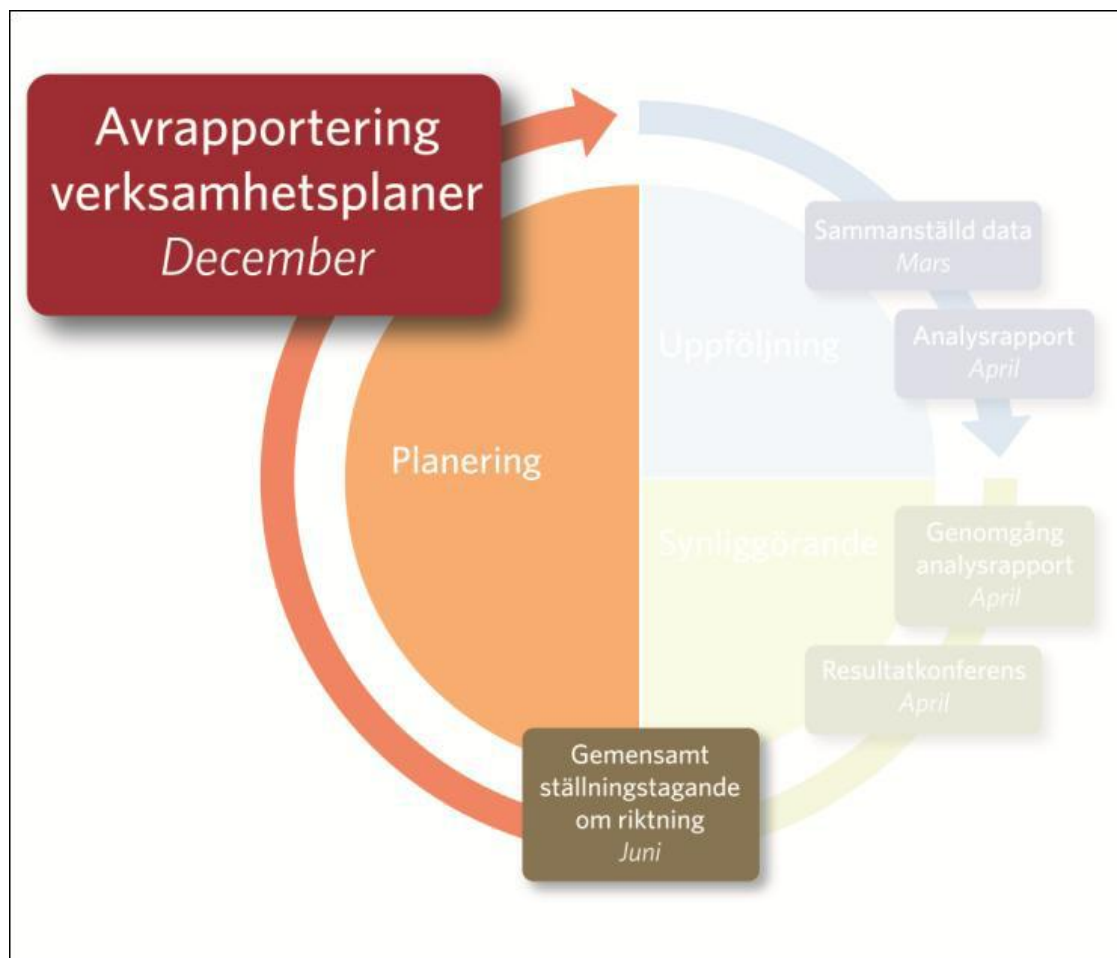 Avrapportering
verksamhetsplaner
December
Sammanställd data
Mars
Analysrapport
April
Uppföljning
Planering
Synliggörande
Genomgång
analysrapport
April
Resultatkonferens
April
Gemensamt
ställningstagande
om riktning
Juni